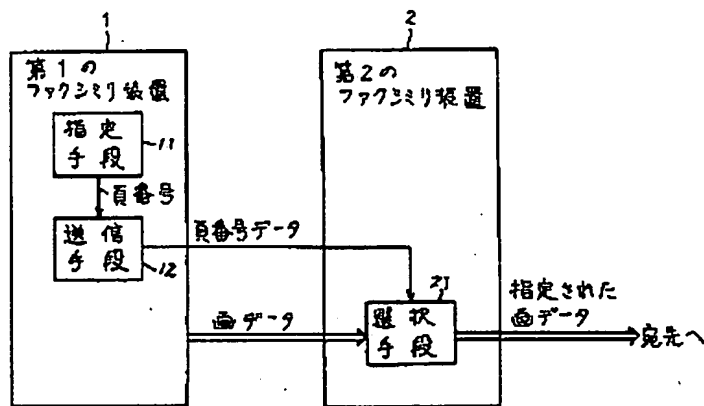 1
2
第1の
ファクシミリ装置
第2の
ファクシミリ装置
指定
手段
11
頁番号
送信
手段
12
頁番号データ
画データ
選択
手段
21
指定された
画データ
宛先へ